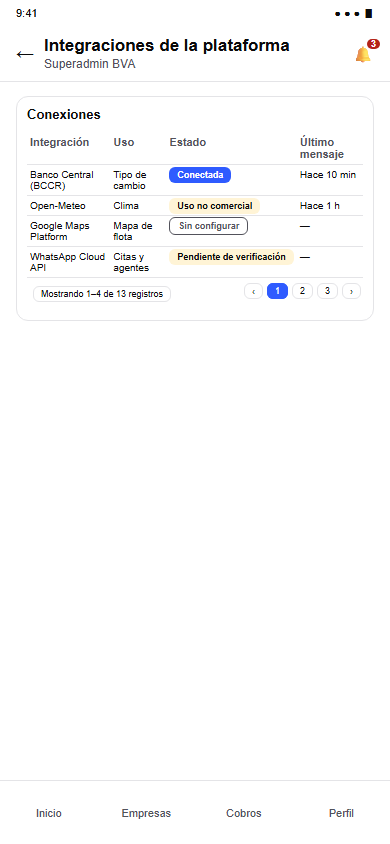 9:41
Integraciones de la plataforma
Superadmin BVA
3
Conexiones
Integración Uso Estado Último mensaje
Banco Central (BCCR) Tipo de cambio Conectada Hace 10 min
Open-Meteo Clima Uso no comercial Hace 1 h
Google Maps Platform Mapa de flota Sin configurar —
WhatsApp Cloud API Citas y agentes Pendiente de verificación —
Mostrando 1–4 de 13 registros ‹ 1 2 3 ›
Inicio Empresas Cobros Perfil